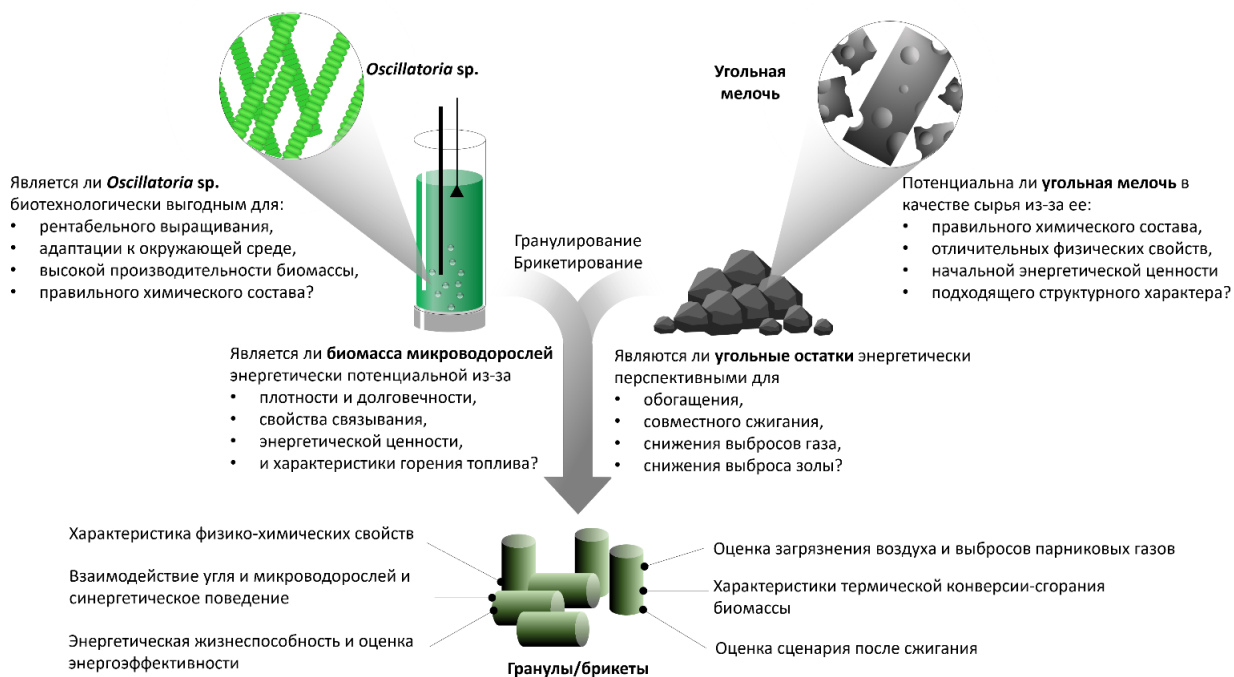 Oscillatoria sp.
Угольная
мелочь
Является ли Oscillatoria sp.
биотехнологически выгодным для:
• рентабельного выращивания,
• адаптации к окружающей среде,
• высокой производительности биомассы,
• правильного химического состава?
Гранулирование
Брикетирование
Потенциальна ли угольная мелочь в
качестве сырья из-за ее:
• правильного химического состава,
• отличительных физических свойств,
• начальной энергетической ценности
• подходящего структурного характера?
Является ли биомасса микроводорослей
энергетически потенциальной из-за
• плотности и долговечности,
• свойства связывания,
• энергетической ценности,
• и характеристики горения топлива?
Являются ли угольные остатки энергетически
перспективными для
• обогащения,
• совместного сжигания,
• снижения выбросов газа,
• снижения выброса золы?
Характеристика физико-химических свойств
Взаимодействие угля и микроводорослей и
синергетическое поведение
Энергетическая жизнеспособность и оценка
энергоэффективности
Оценка загрязнения воздуха и выбросов парниковых газов
Характеристики термической конверсии-сгорания
биомассы
Оценка сценария после сжигания
Гранулы/брикеты